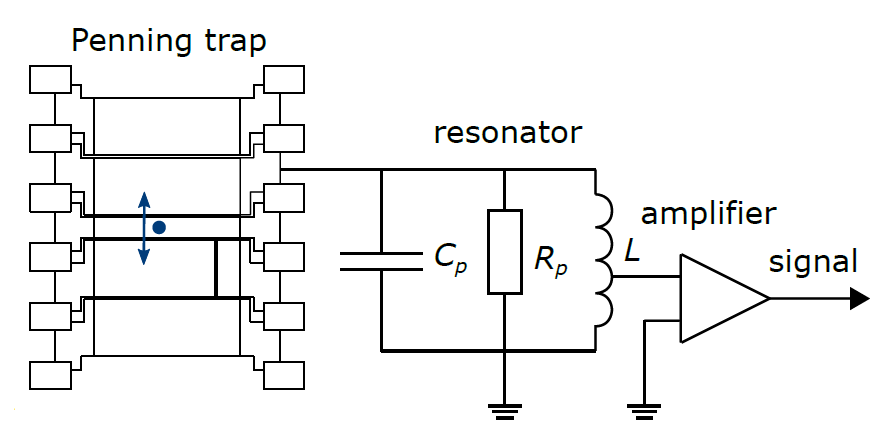 Penning trap
resonator
amplifier
C_p
R_p
L
signal